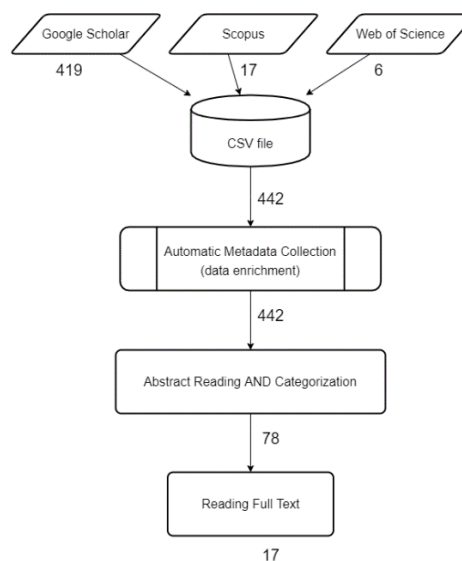 Google Scholar
Scopus
Web of Science
419
17
6
CSV file
442
Automatic Metadata Collection
(data enrichment)
442
Abstract Reading AND Categorization
78
Reading Full Text
17